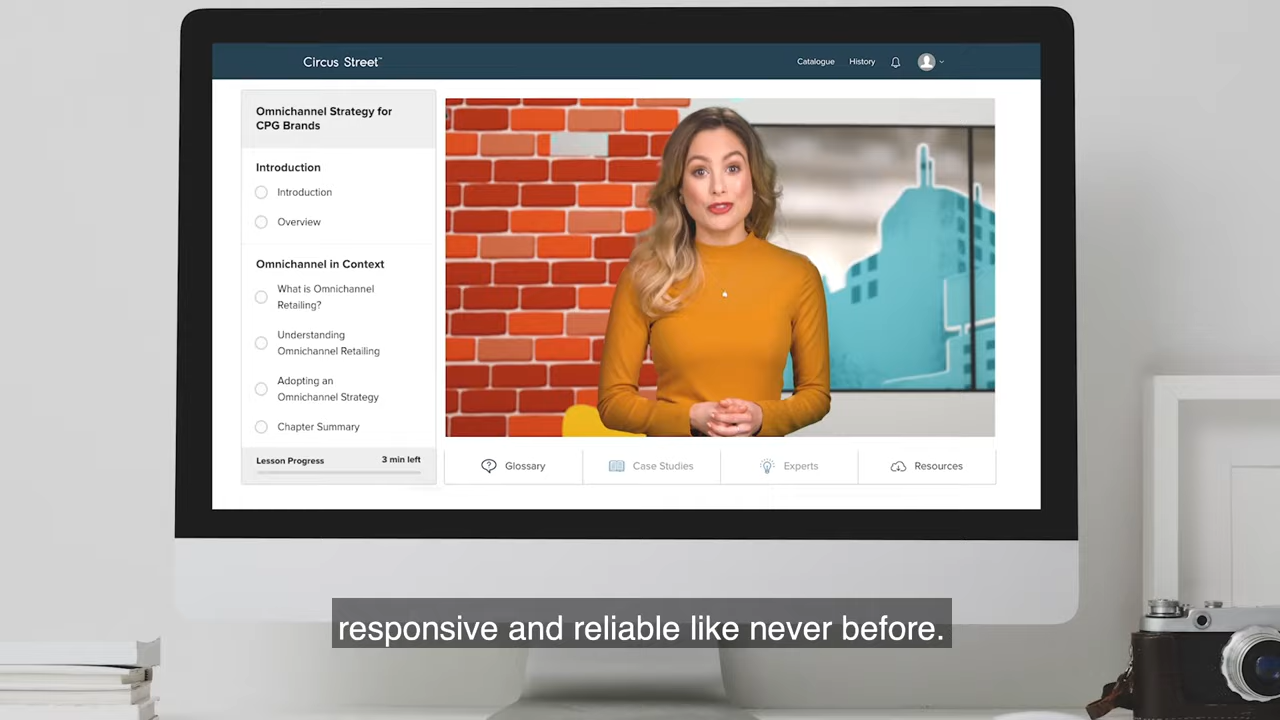 Circus Street™
Catalogue
History
Omnichannel Strategy for
CPG Brands
Introduction
Introduction
Overview
Omnichannel in Context
What is Omnichannel
Retailing?
Understanding
Omnichannel Retailing
Adopting an
Omnichannel Strategy
Chapter Summary
Lesson Progress
3 min left
Glossary
Case Studies
Experts
Resources
responsive and reliable like never before.